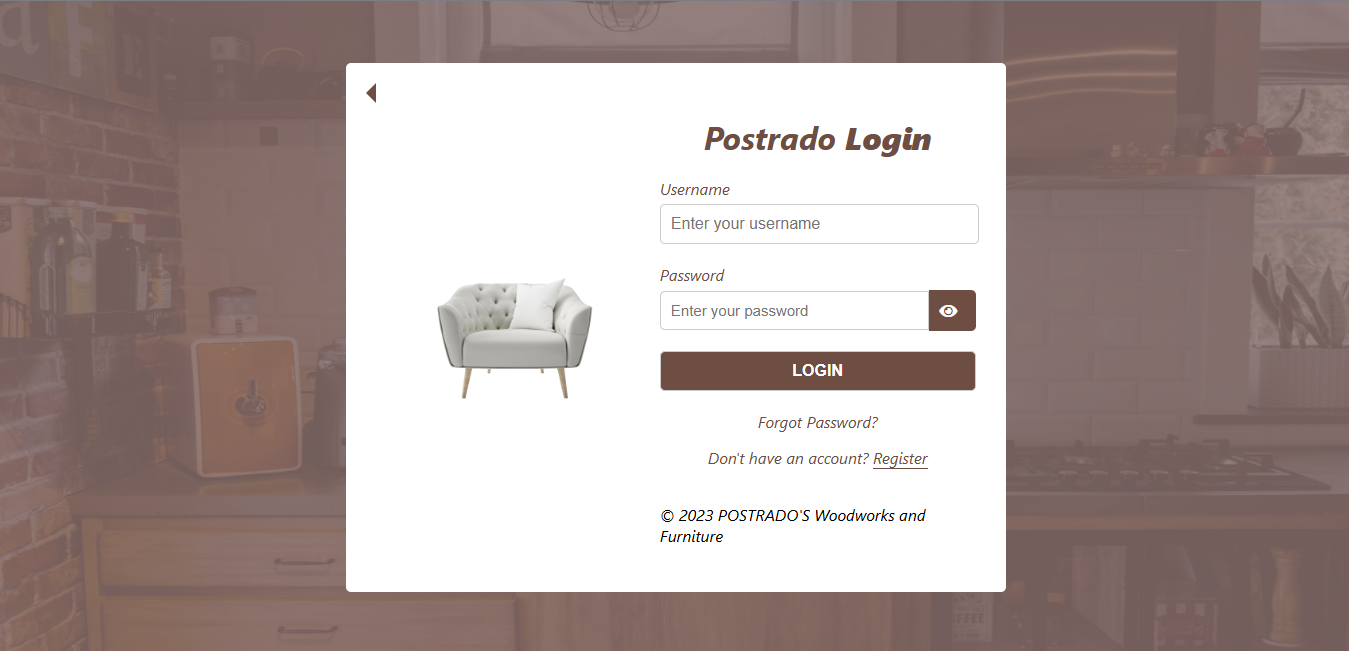 Postrado Login
Username
Enter your username
Password
Enter your password
LOGIN
Forgot Password?
Don't have an account? Register
© 2023 POSTRADO'S Woodworks and
Furniture
COFFEE